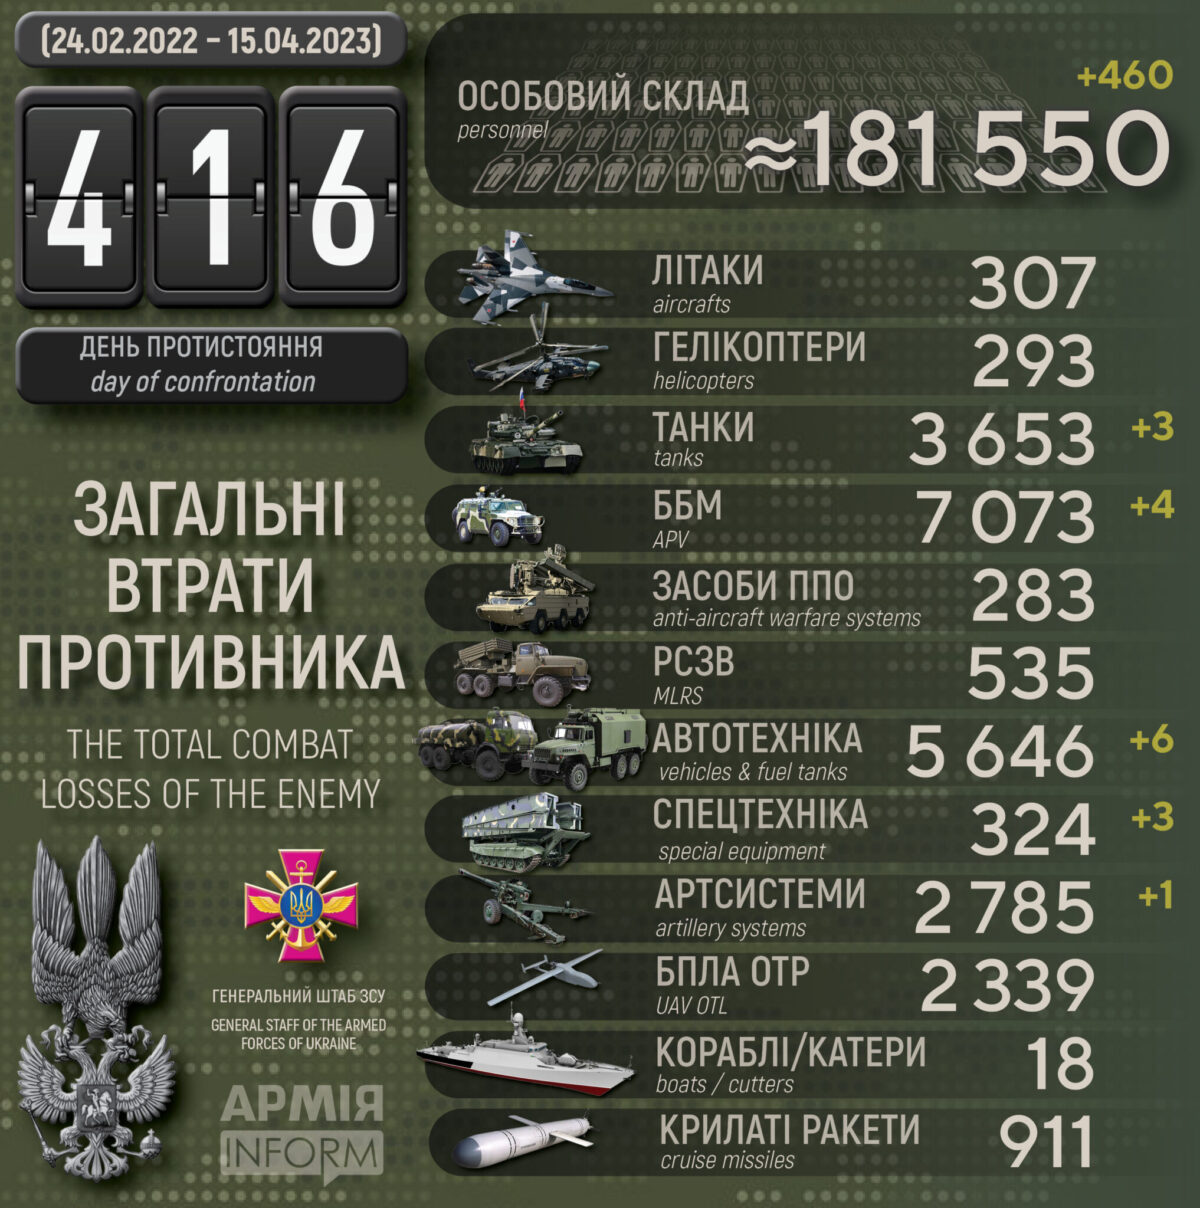 (24.02.2022 – 15.04.2023)
416
ДЕНЬ ПРОТИСТОЯННЯ
day of confrontation
ЗАГАЛЬНІ
ВТРАТИ
ПРОТИВНИКА
THE TOTAL COMBAT
LOSSES OF THE ENEMY
ГЕНЕРАЛЬНИЙ ШТАБ ЗСУ
GENERAL STAFF OF THE ARMED
FORCES OF UKRAINE
АРМІЯ
INFORM
+460
ОСОБОВИЙ СКЛАД
personnel
≈181 550
ЛІТАКИ
aircrafts
307
ГЕЛІКОПТЕРИ
helicopters
293
ТАНКИ
tanks
3 653
+3
ББМ
APV
7 073
+4
ЗАСОБИ ППО
anti-aircraft warfare systems
283
РСЗВ
MLRS
535
АВТОТЕХНІКА
vehicles & fuel tanks
5 646
+6
СПЕЦТЕХНІКА
special equipment
324
+3
АРТСИСТЕМИ
artillery systems
2 785
+1
БПЛА ОТР
UAV OTL
2 339
КОРАБЛІ/КАТЕРИ
boats / cutters
18
КРИЛАТІ РАКЕТИ
cruise missiles
911